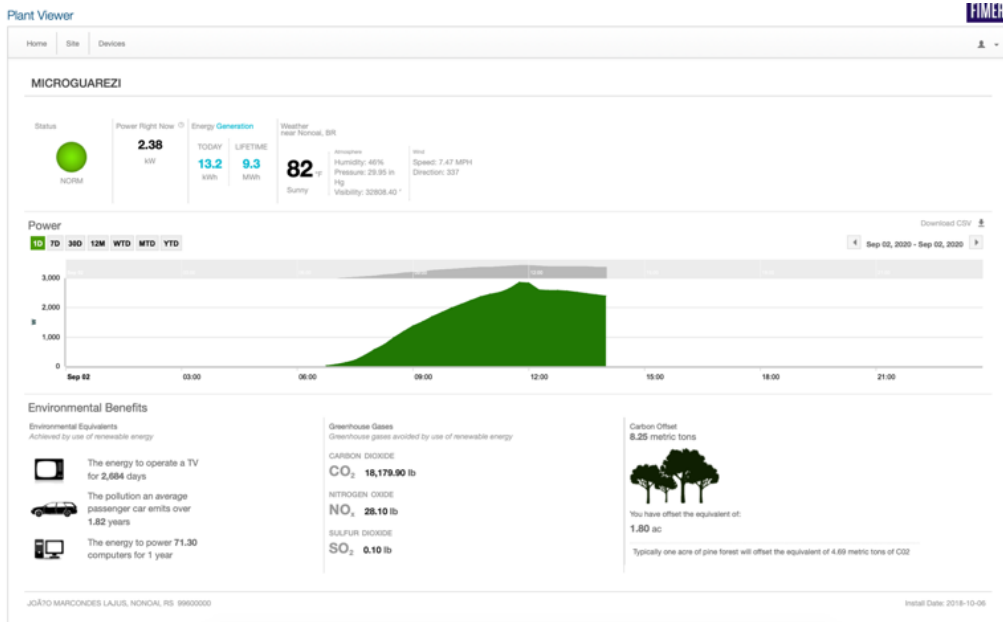 Plant Viewer
FIMER
Home Site Devices
MICROGUAREZI
Status
NORM
Power Right Now
2.38
kW
Energy Generation
TODAY LIFETIME
13.2 9.3
kWh MWh
Weather
near Nonoai, BR
82 °F
Sunny
Atmosphere
Humidity: 46%
Pressure: 29.95 in
Hg
Visibility: 32808.40 "
Wind
Speed: 7.47 MPH
Direction: 337
Power
Download CSV
1D 7D 30D 12M WTD MTD YTD
Sep 02, 2020 - Sep 02, 2020
3,000
2,000
1,000
0
Sep 02 03:00 06:00 09:00 12:00 15:00 18:00 21:00
Environmental Benefits
Environmental Equivalents
Achieved by use of renewable energy
The energy to operate a TV
for 2,684 days
The pollution an average
passenger car emits over
1.82 years
The energy to power 71.30
computers for 1 year
Greenhouse Gases
Greenhouse gases avoided by use of renewable energy
CARBON DIOXIDE
CO₂ 18,179.90 lb
NITROGEN OXIDE
NOₓ 28.10 lb
SULFUR DIOXIDE
SO₂ 0.10 lb
Carbon Offset
8.25 metric tons
You have offset the equivalent of:
1.80 ac
Typically one acre of pine forest will offset the equivalent of 4.69 metric tons of C02
JOÃ?O MARCONDES LAJUS, NONOAI, RS 99600000
Install Date: 2018-10-06